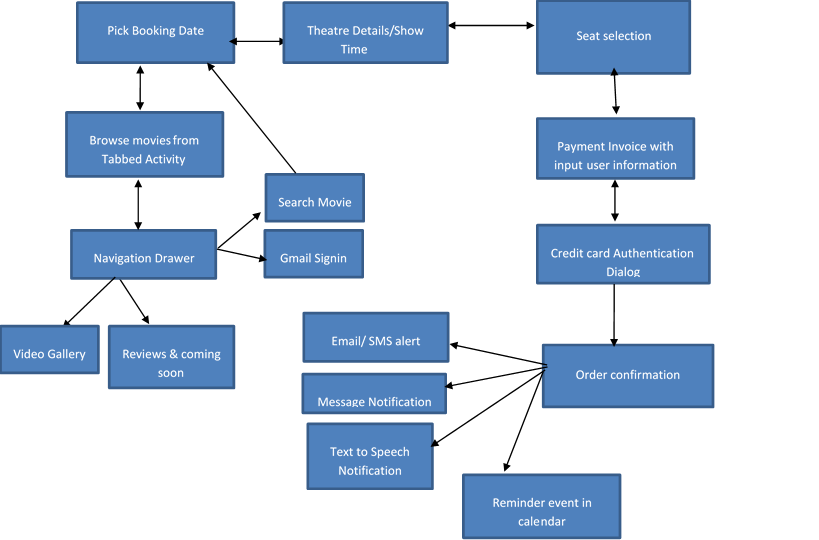 Pick Booking Date
Theatre Details/Show
Time
Seat selection
Browse movies from
Tabbed Activity
Payment Invoice with
input user information
Search Movie
Navigation Drawer
Gmail Signin
Credit card Authentication
Dialog
Video Gallery
Reviews & coming
soon
Email/ SMS alert
Order confirmation
Message Notification
Text to Speech
Notification
Reminder event in
calendar